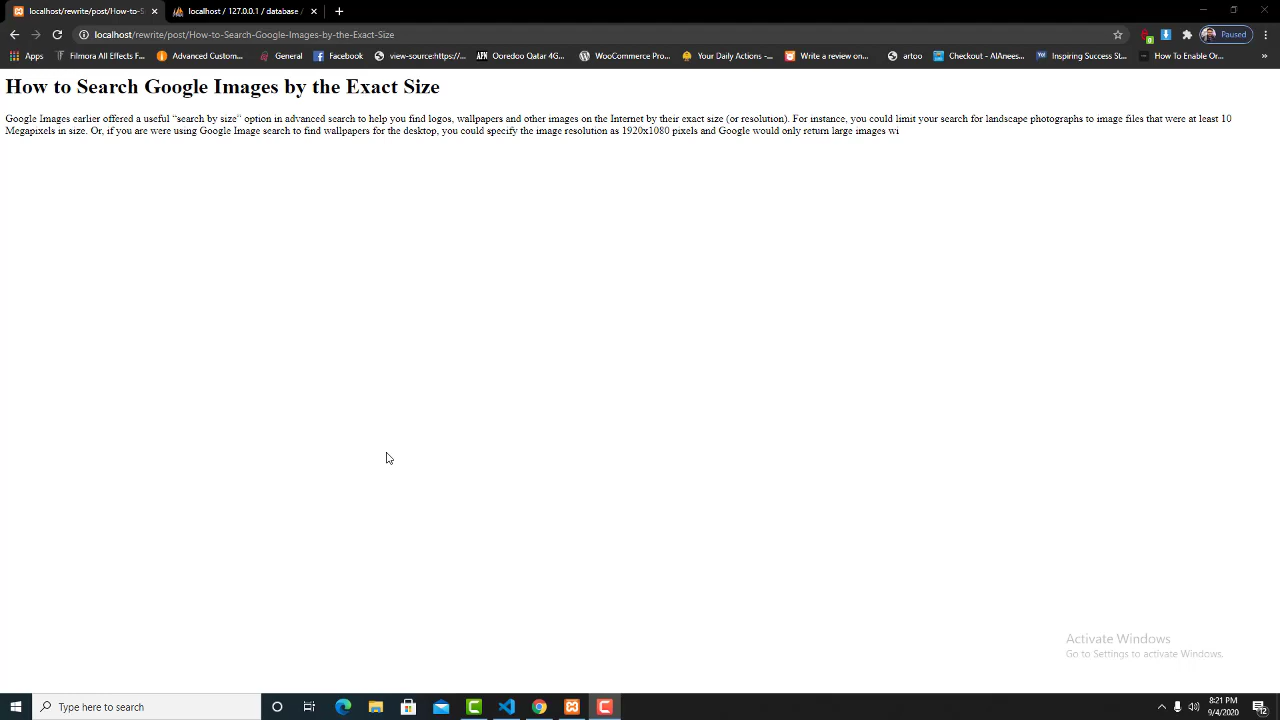 localhost/rewrite/post/How-to-S
localhost / 127.0.0.1 / database /
localhost/rewrite/post/How-to-Search-Google-Images-by-the-Exact-Size
Paused
Apps
Filmora All Effects F...
Advanced Custom...
General
Facebook
view-source:https://...
AFN Ooredoo Qatar 4G...
WooCommerce Pro...
Your Daily Actions -...
Write a review on...
artoo
Checkout - AlAnees...
Yo! Inspiring Success St...
How To Enable Or...
»
How to Search Google Images by the Exact Size
Google Images earlier offered a useful “search by size” option in advanced search to help you find logos, wallpapers and other images on the Internet by their exact size (or resolution). For instance, you could limit your search for landscape photographs to image files that were at least 10
Megapixels in size. Or, if you are were using Google Image search to find wallpapers for the desktop, you could specify the image resolution as 1920x1080 pixels and Google would only return large images wi
Activate Windows
Go to Settings to activate Windows.
Type here to search
8:21 PM
9/4/2020